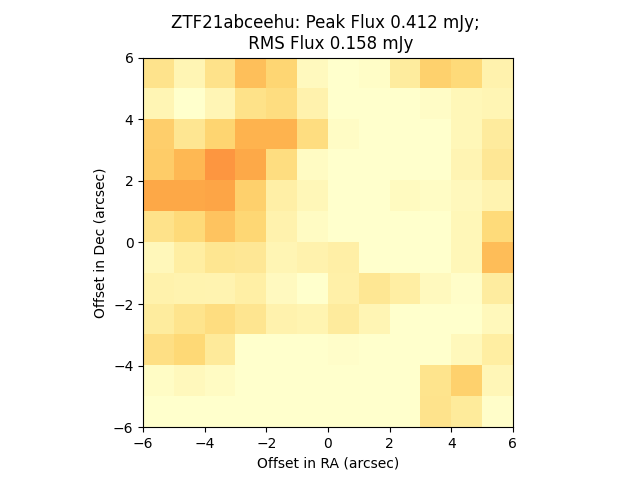 ZTF21abceehu: Peak Flux 0.412 mJy;
RMS Flux 0.158 mJy
6
4
2
0
−2
−4
−6
Offset in Dec (arcsec)
−6 −4 −2 0 2 4 6
Offset in RA (arcsec)